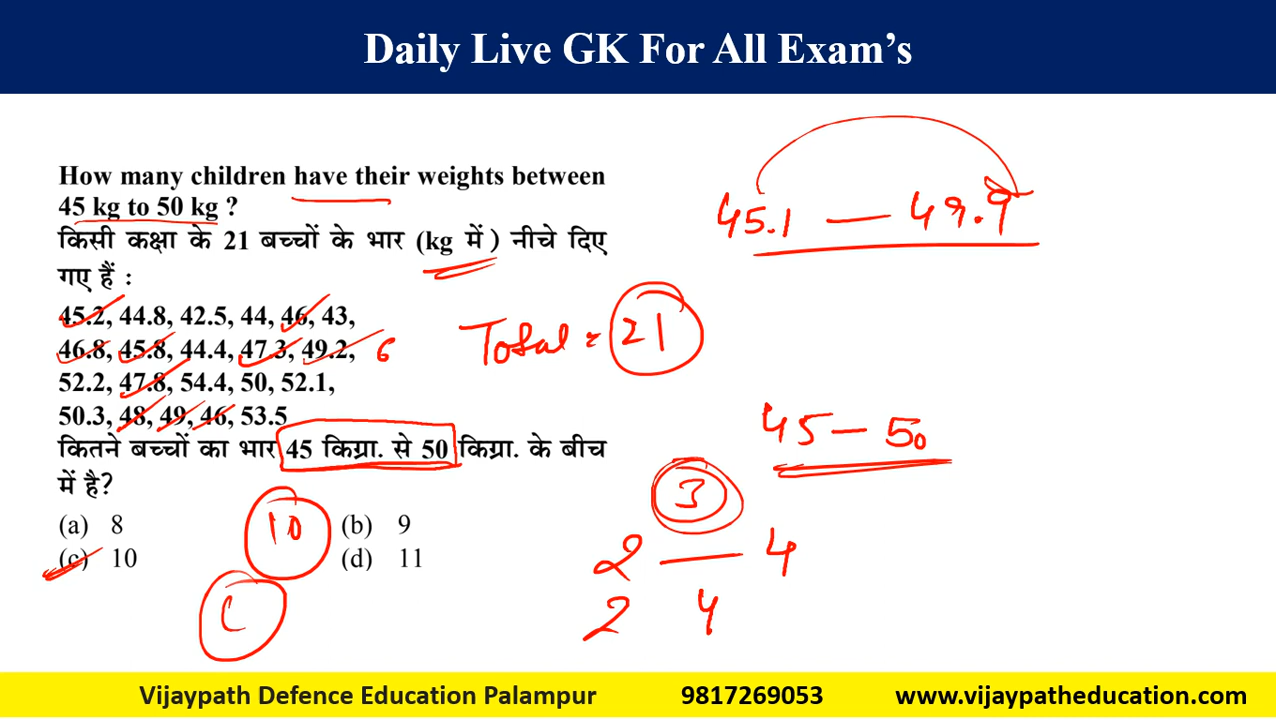 Daily Live GK For All Exam's
How many children have their weights between
45 kg to 50 kg ?
किसी कक्षा के 21 बच्चों के भार (kg में ) नीचे दिए
गए हैं :
45.2, 44.8, 42.5, 44, 46, 43,
46.8, 45.8, 44.4, 47.3, 49.2, 6
52.2, 47.8, 54.4, 50, 52.1,
50.3, 48, 49, 46, 53.5
कितने बच्चों का भार 45 किग्रा. से 50 किग्रा. के बीच
में है?
(a) 8 (b) 9
(c) 10 (d) 11
10
C
45.1 — 49.9
Total = 21
45 — 50
3
2 — 4
2 4
Vijaypath Defence Education Palampur 9817269053 www.vijaypatheducation.com